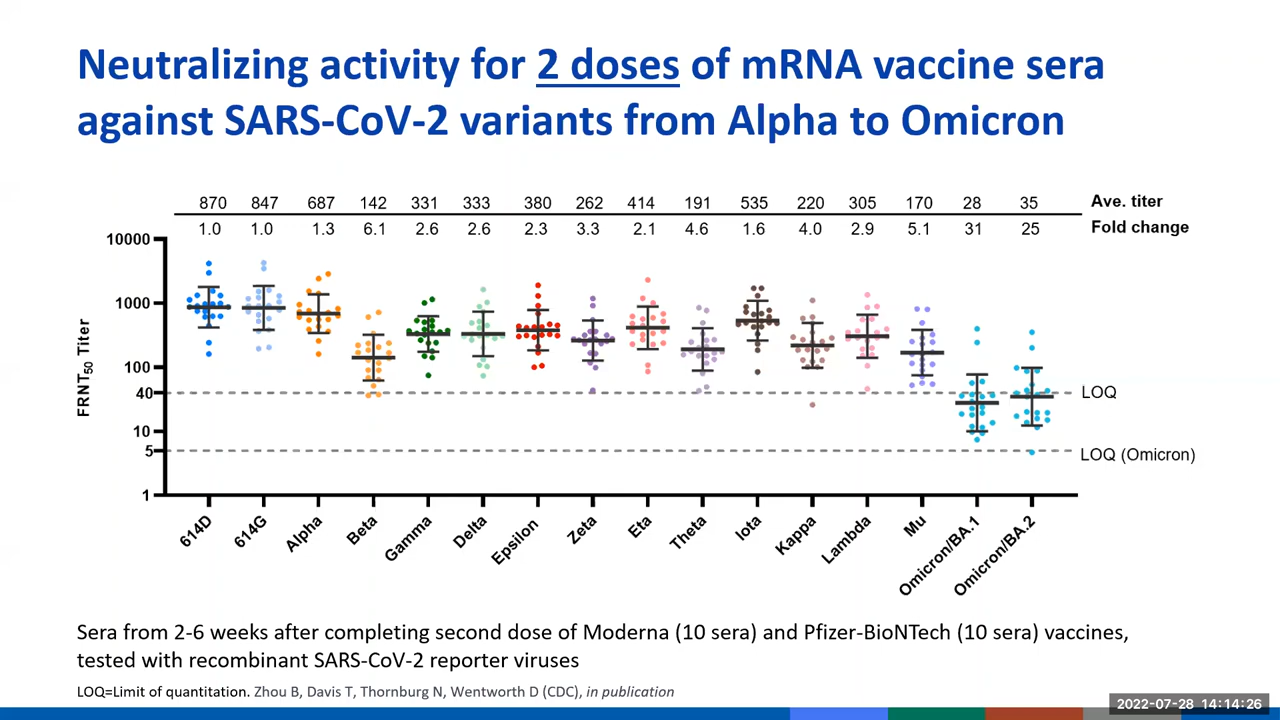 Neutralizing activity for 2 doses of mRNA vaccine sera
against SARS-CoV-2 variants from Alpha to Omicron
870 847 687 142 331 333 380 262 414 191 535 220 305 170 28 35 Ave. titer
1.0 1.0 1.3 6.1 2.6 2.6 2.3 3.3 2.1 4.6 1.6 4.0 2.9 5.1 31 25 Fold change
FRNT50 Titer
10000
1000
100
40
10
5
1
LOQ
LOQ (Omicron)
614D 614G Alpha Beta Gamma Delta Epsilon Zeta Eta Theta Iota Kappa Lambda Mu Omicron/BA.1 Omicron/BA.2
Sera from 2-6 weeks after completing second dose of Moderna (10 sera) and Pfizer-BioNTech (10 sera) vaccines,
tested with recombinant SARS-CoV-2 reporter viruses
LOQ=Limit of quantitation. Zhou B, Davis T, Thornburg N, Wentworth D (CDC), in publication
2022-07-28 14:14:26